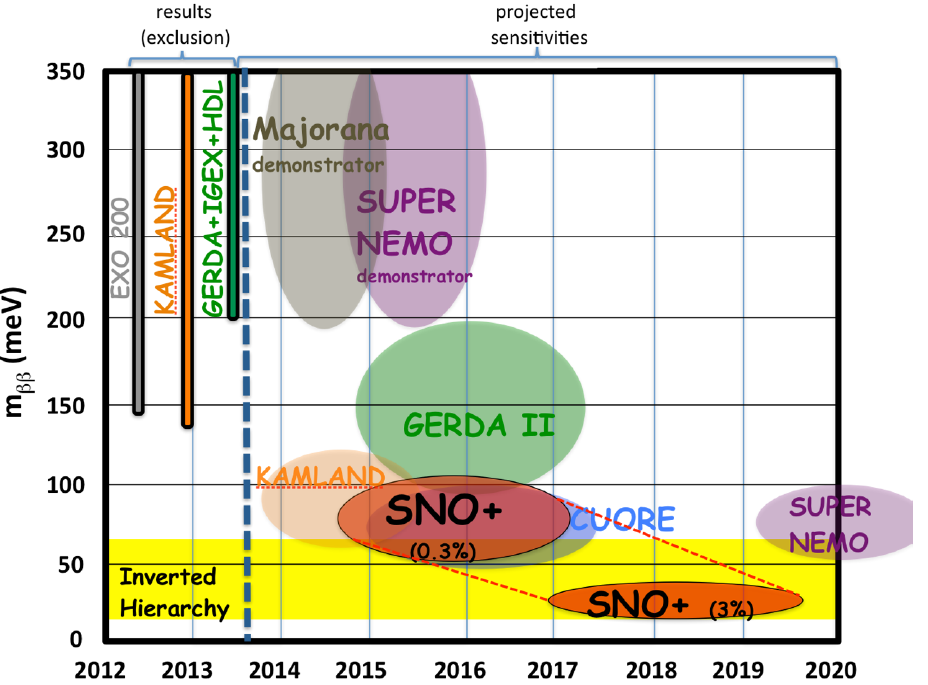 results
(exclusion)
projected
sensitivities
350
300
250
200
150
100
50
0
mββ (meV)
EXO 200
KAMLAND
GERDA+IGEX+HDL
Majorana
demonstrator
SUPER
NEMO
demonstrator
GERDA II
KAMLAND
SNO+
(0.3%)
CUORE
SUPER
NEMO
Inverted
Hierarchy
SNO+ (3%)
2012 2013 2014 2015 2016 2017 2018 2019 2020